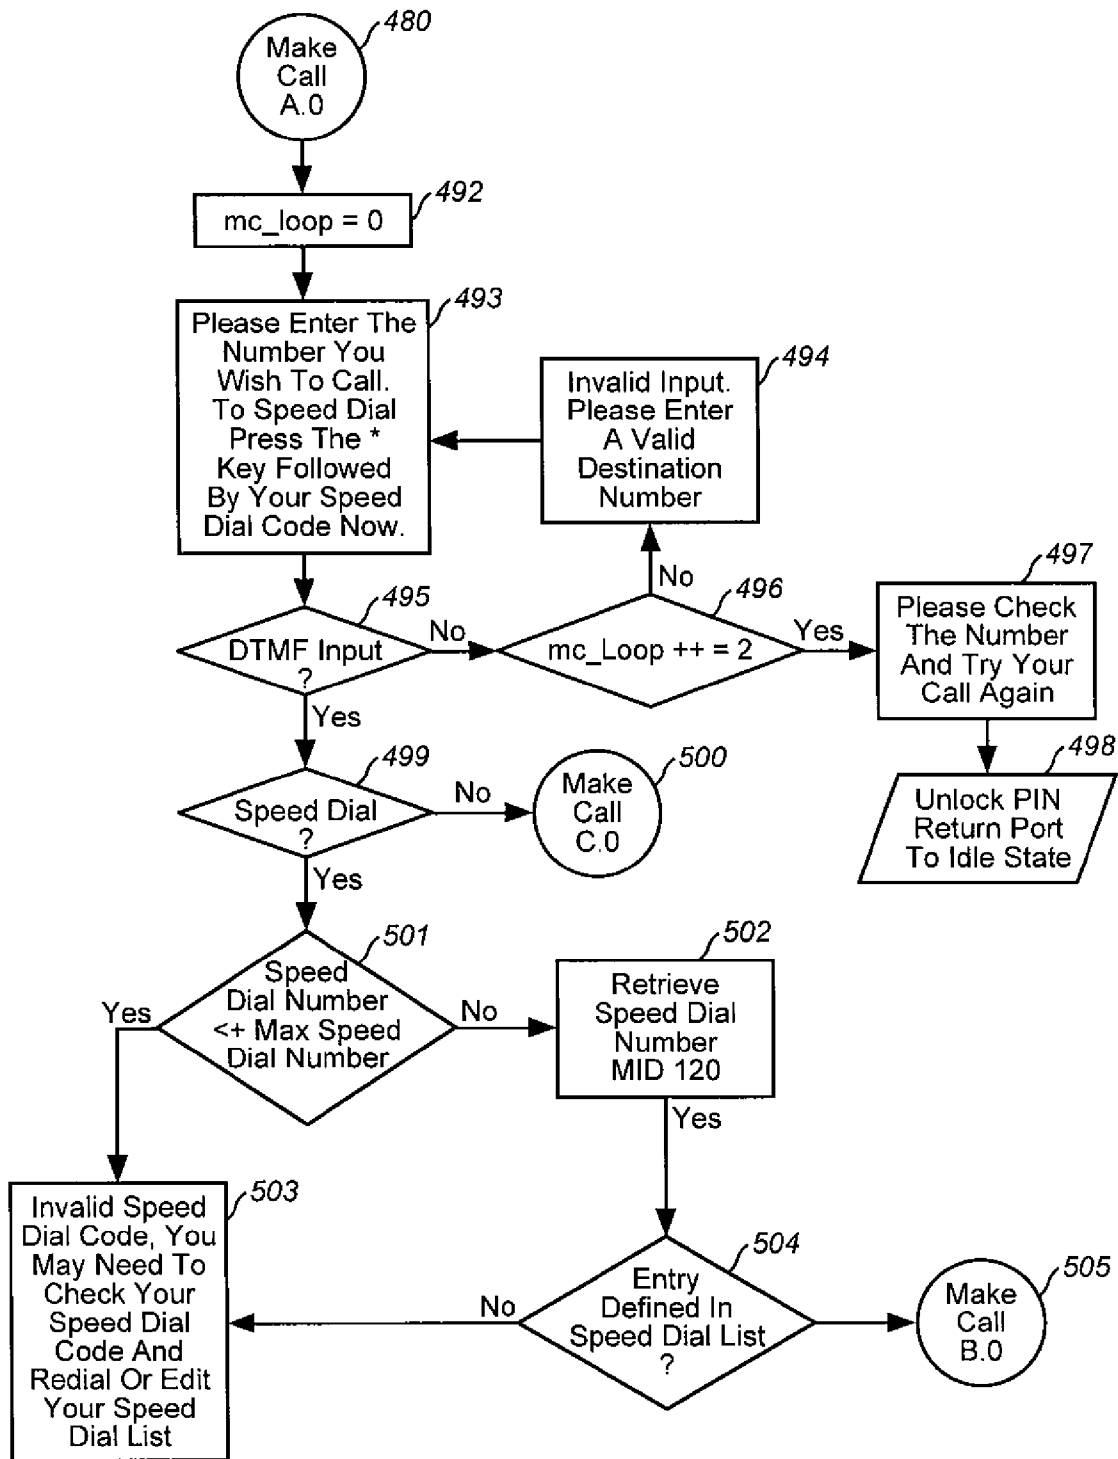 480
Make
Call
A.0
492
mc_loop = 0
493
Please Enter The
Number You
Wish To Call.
To Speed Dial
Press The *
Key Followed
By Your Speed
Dial Code Now.
494
Invalid Input.
Please Enter
A Valid
Destination
Number
No
495
DTMF Input
?
No
496
mc_Loop ++ = 2
Yes
497
Please Check
The Number
And Try Your
Call Again
498
Unlock PIN
Return Port
To Idle State
Yes
499
Speed Dial
?
No
500
Make
Call
C.0
Yes
501
Speed
Dial Number
<+ Max Speed
Dial Number
Yes
No
502
Retrieve
Speed Dial
Number
MID 120
Yes
503
Invalid Speed
Dial Code, You
May Need To
Check Your
Speed Dial
Code And
Redial Or Edit
Your Speed
Dial List
No
504
Entry
Defined In
Speed Dial List
?
505
Make
Call
B.0